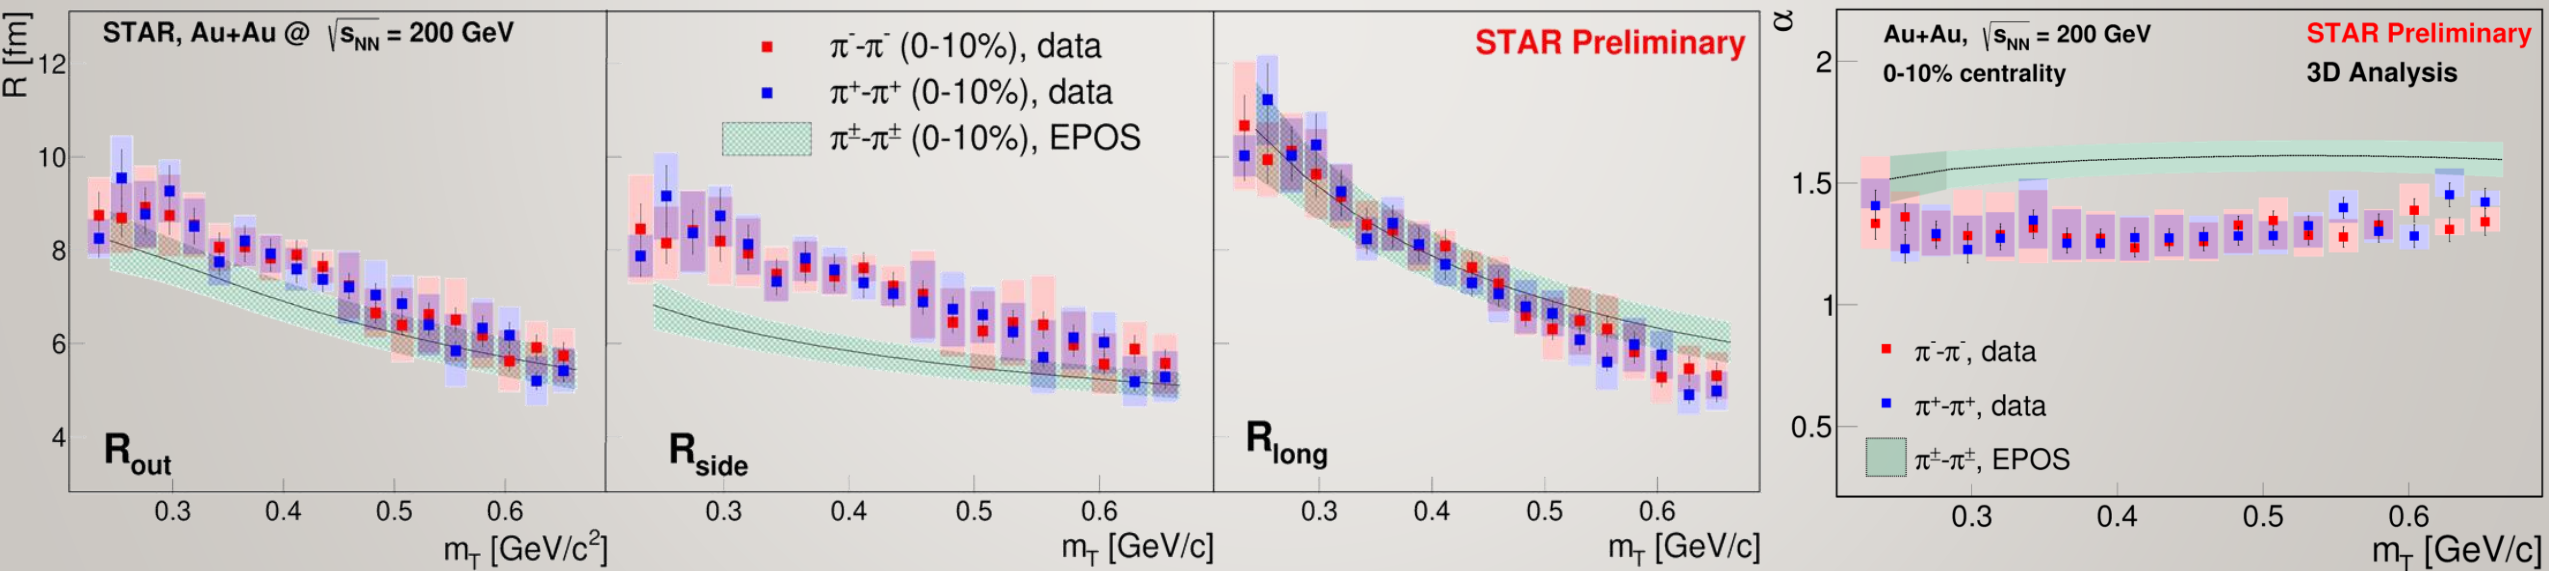 STAR, Au+Au @ √sNN = 200 GeV
R [fm]
12
10
8
6
4
Rout
0.3 0.4 0.5 0.6
mT [GeV/c²]
π⁻-π⁻ (0-10%), data
π⁺-π⁺ (0-10%), data
π±-π± (0-10%), EPOS
Rside
0.3 0.4 0.5 0.6
mT [GeV/c]
STAR Preliminary
Rlong
0.3 0.4 0.5 0.6
mT [GeV/c]
α
Au+Au, √sNN = 200 GeV
0-10% centrality
STAR Preliminary
3D Analysis
2
1.5
1
0.5
π⁻-π⁻, data
π⁺-π⁺, data
π±-π±, EPOS
0.3 0.4 0.5 0.6
mT [GeV/c]